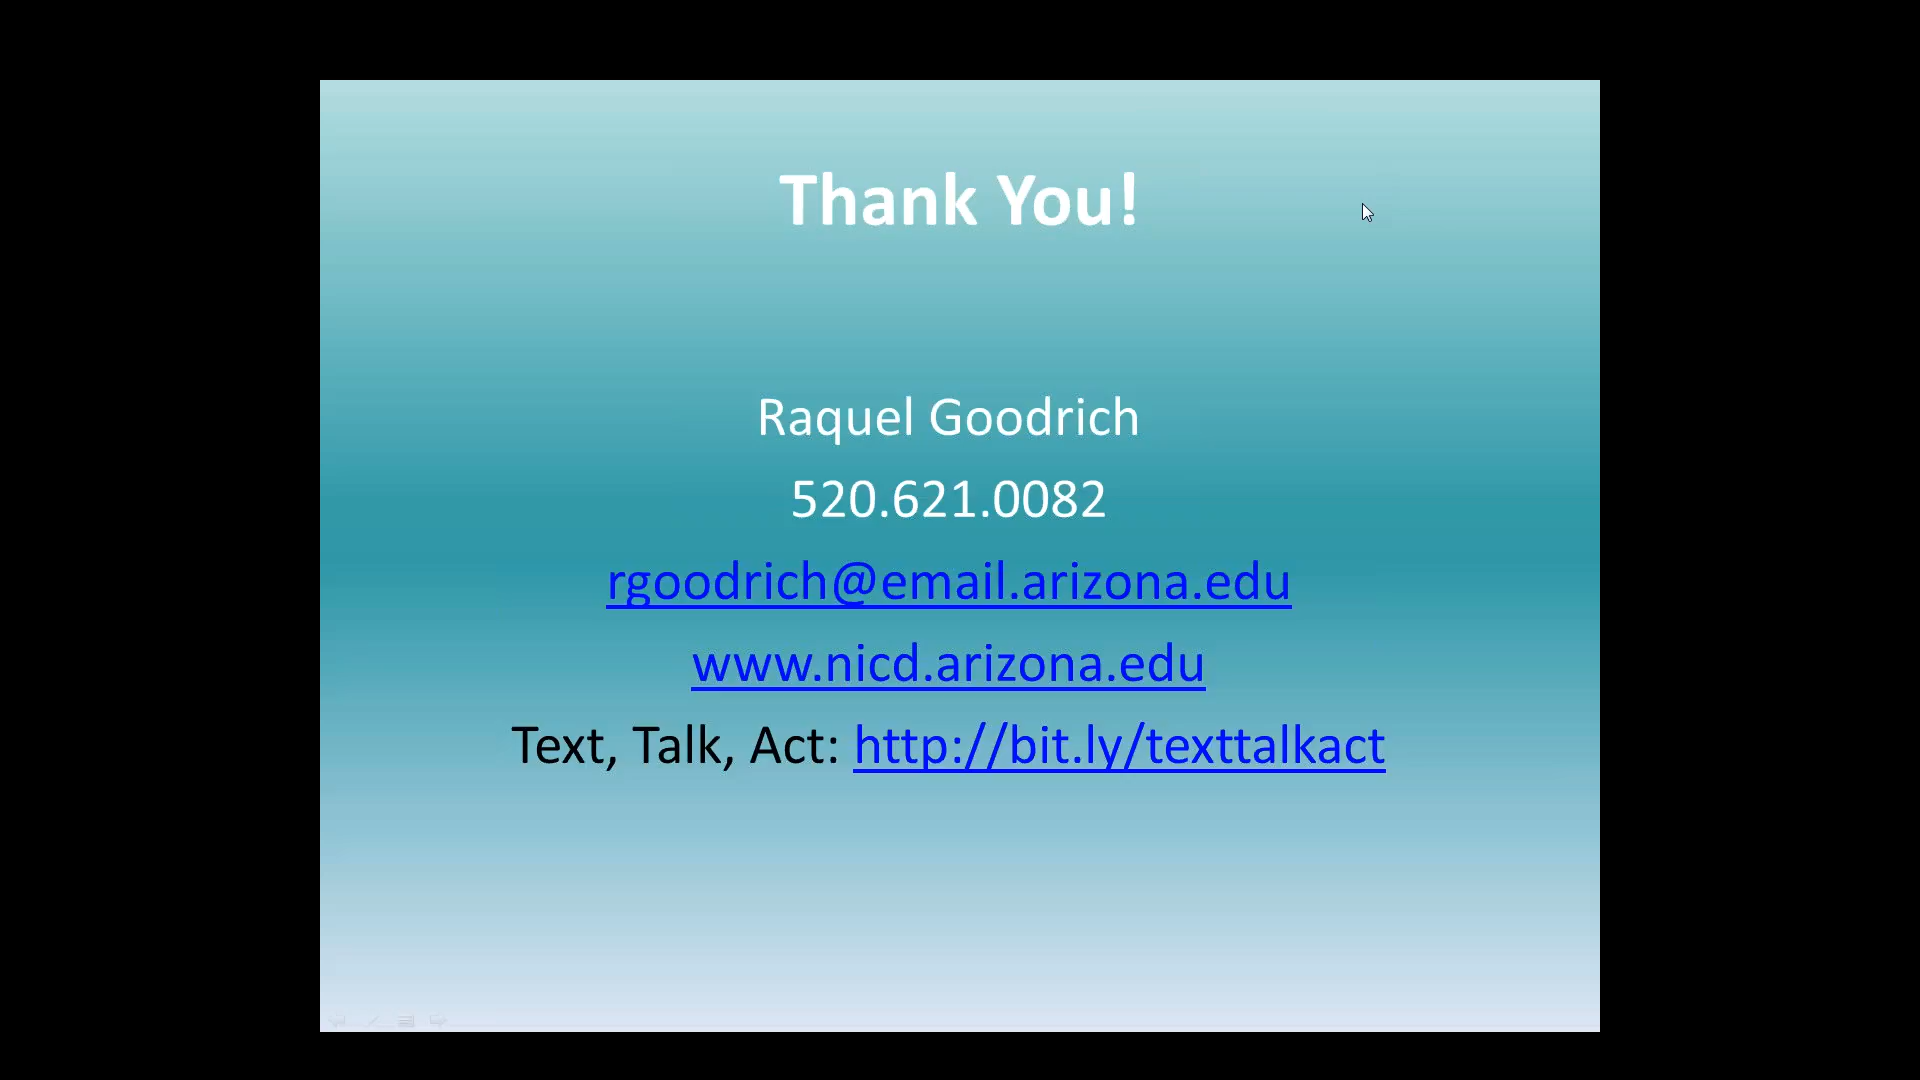 Thank You!
Raquel Goodrich
520.621.0082
rgoodrich@email.arizona.edu
www.nicd.arizona.edu
Text, Talk, Act: http://bit.ly/texttalkact